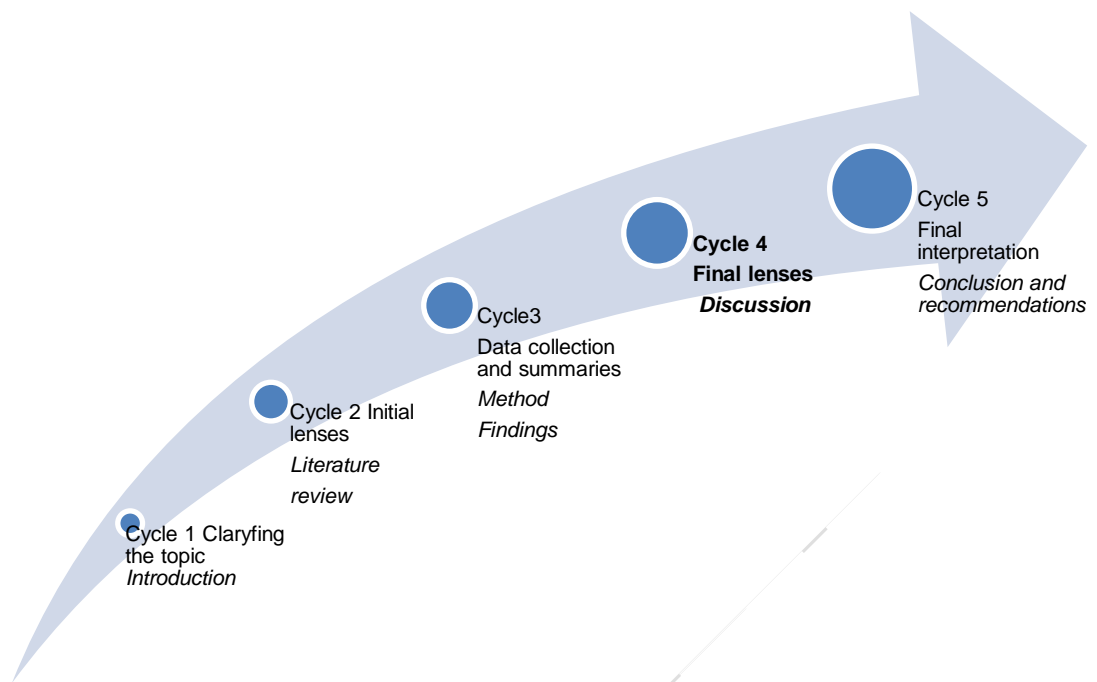 Cycle 1 Claryfing
the topic
Introduction
Cycle 2 Initial
lenses
Literature
review
Cycle3
Data collection
and summaries
Method
Findings
Cycle 4
Final lenses
Discussion
Cycle 5
Final
interpretation
Conclusion and
recommendations